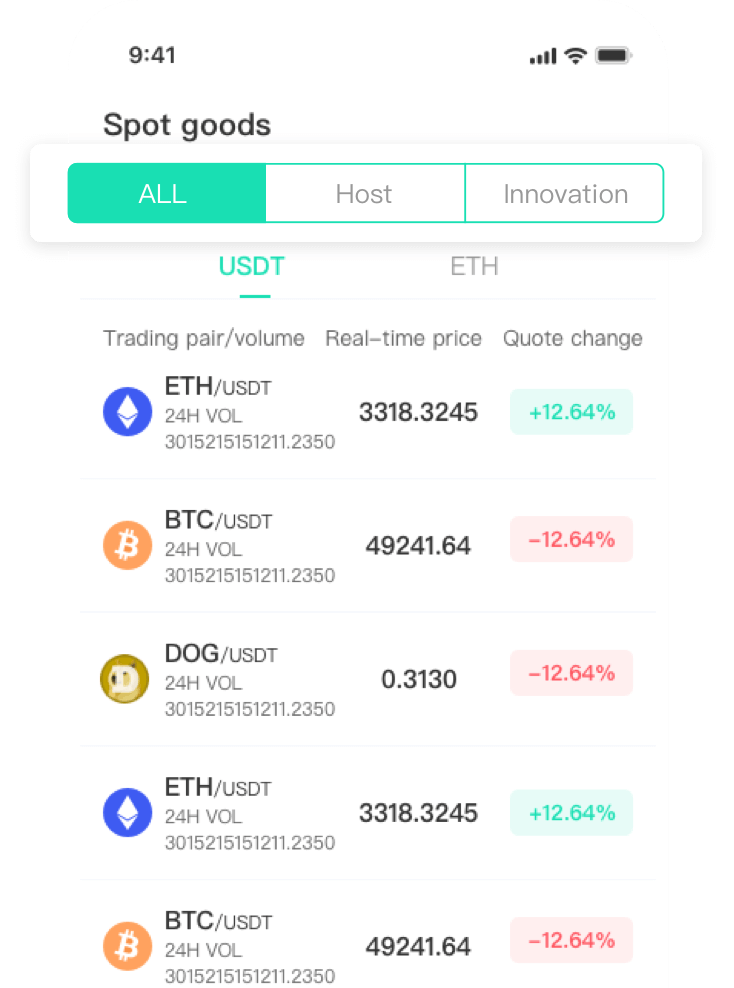 9:41
Spot goods
ALL Host Innovation
USDT ETH
Trading pair/volume Real-time price Quote change
ETH/USDT
24H VOL
3015215151211.2350
3318.3245
+12.64%
BTC/USDT
24H VOL
3015215151211.2350
49241.64
-12.64%
DOG/USDT
24H VOL
3015215151211.2350
0.3130
-12.64%
ETH/USDT
24H VOL
3015215151211.2350
3318.3245
+12.64%
BTC/USDT
24H VOL
3015215151211.2350
49241.64
-12.64%